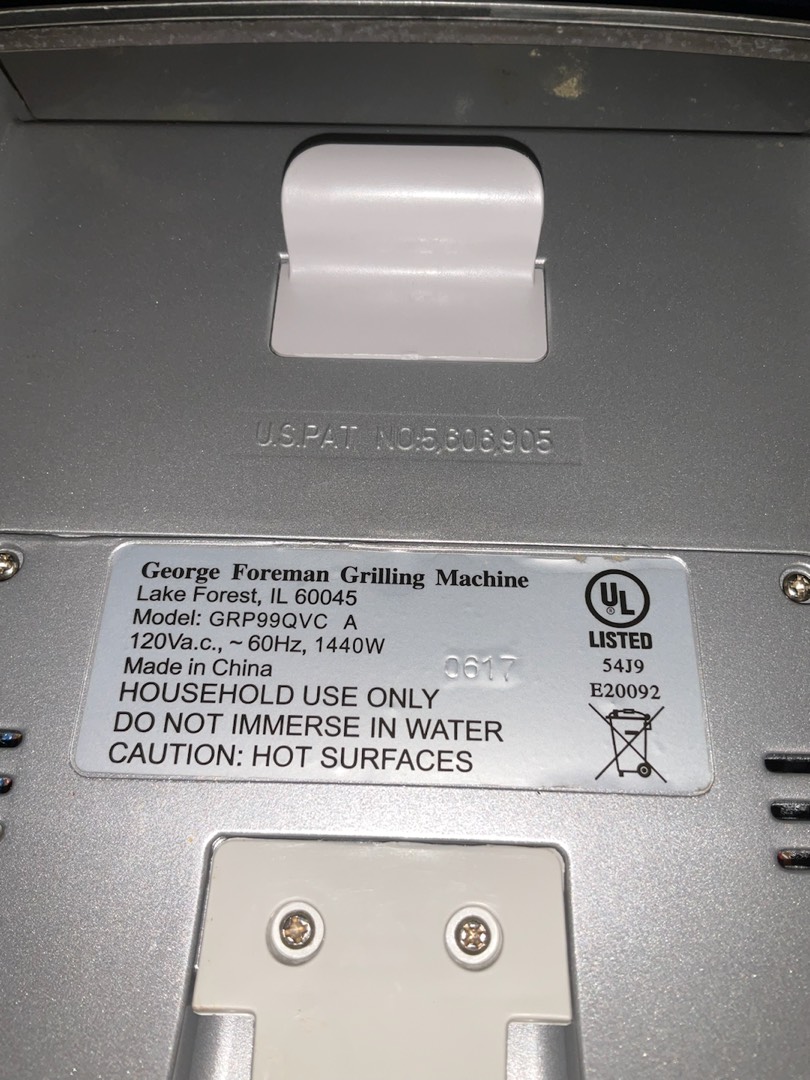 U.S.PAT NO:5,606,905
George Foreman Grilling Machine
Lake Forest, IL 60045
Model: GRP99QVC A
120Va.c., ~ 60Hz, 1440W
Made in China
0617
HOUSEHOLD USE ONLY
DO NOT IMMERSE IN WATER
CAUTION: HOT SURFACES
UL
®
LISTED
54J9
E20092